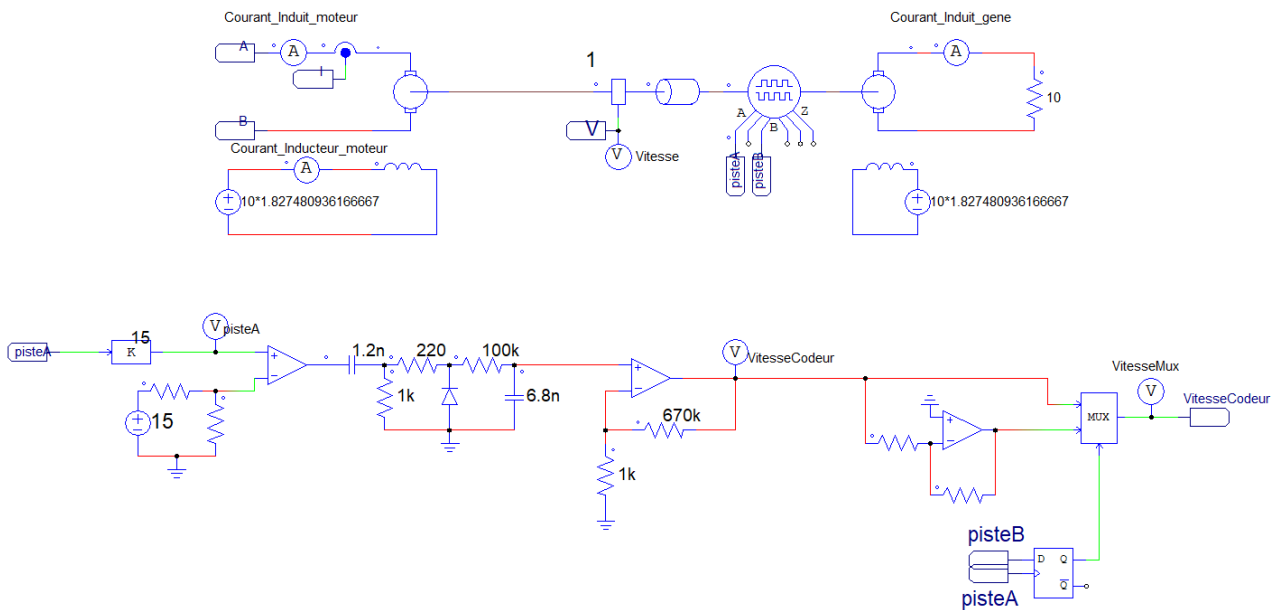 Courant_Induit_moteur
Courant_Induit_gene
A
A
I
1
A
B
Z
A
10
B
V
V
Vitesse
pisteA
pisteB
Courant_Inducteur_moteur
A
10*1.827480936166667
10*1.827480936166667
pisteA
15
K
V
pisteA
15
1.2n
220
100k
1k
6.8n
V
VitesseCodeur
670k
1k
VitesseMux
V
MUX
VitesseCodeur
pisteB
D
Q
Q
pisteA